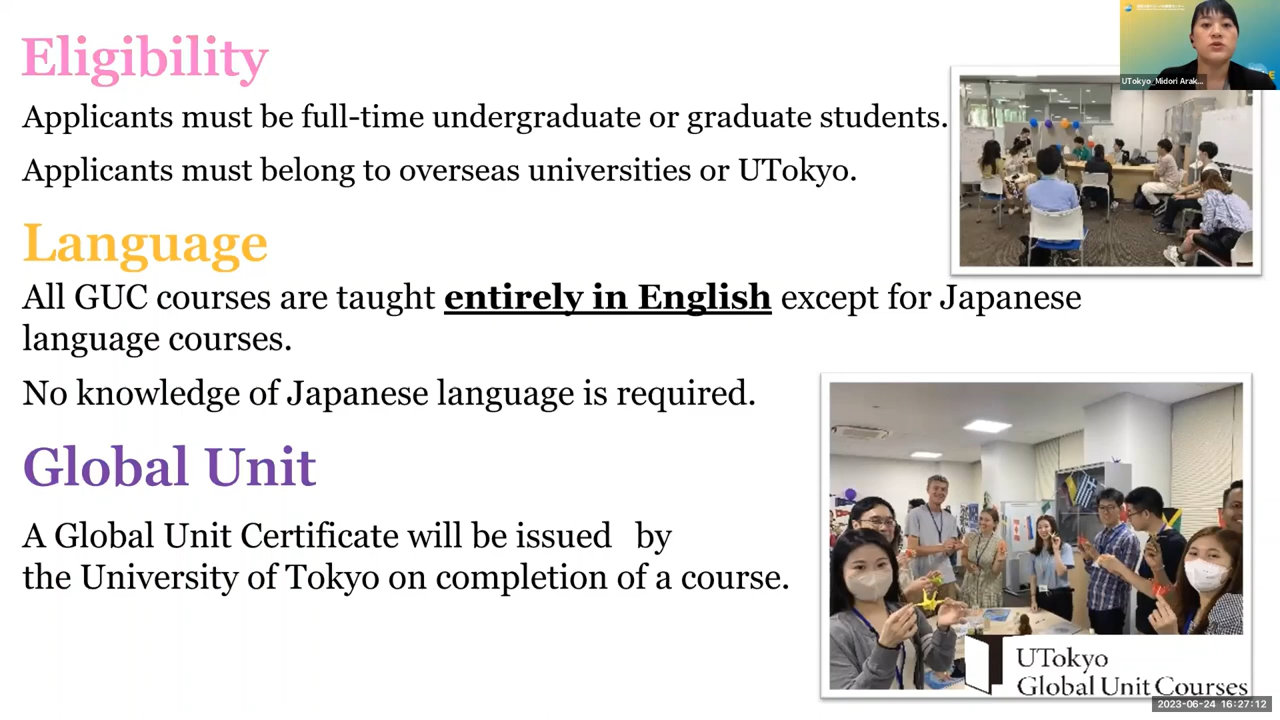 Eligibility
Applicants must be full-time undergraduate or graduate students.
Applicants must belong to overseas universities or UTokyo.
Language
All GUC courses are taught entirely in English except for Japanese
language courses.
No knowledge of Japanese language is required.
Global Unit
A Global Unit Certificate will be issued by
the University of Tokyo on completion of a course.
UTokyo_Midori Arak...
UTokyo
Global Unit Courses
2023-06-24 16:27:12